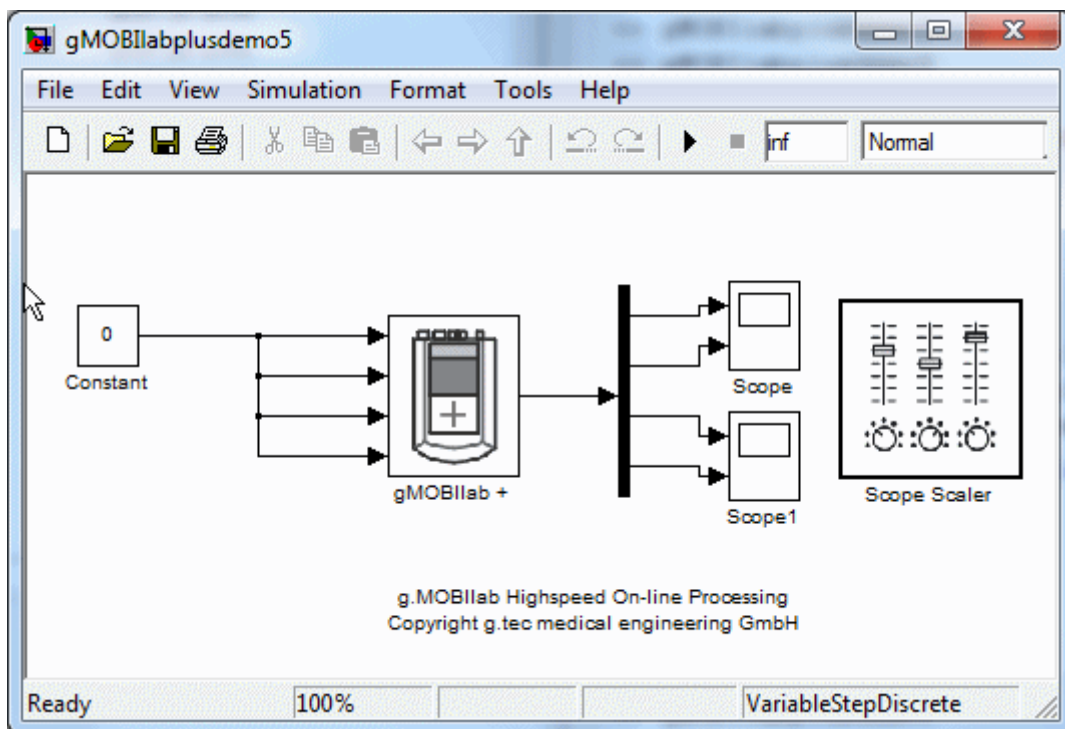 gMOBIlabplusdemo5
File Edit View Simulation Format Tools Help
inf Normal
0
Constant
gMOBIlab +
Scope
Scope1
Scope Scaler
g.MOBIlab Highspeed On-line Processing
Copyright g.tec medical engineering GmbH
Ready 100% VariableStepDiscrete